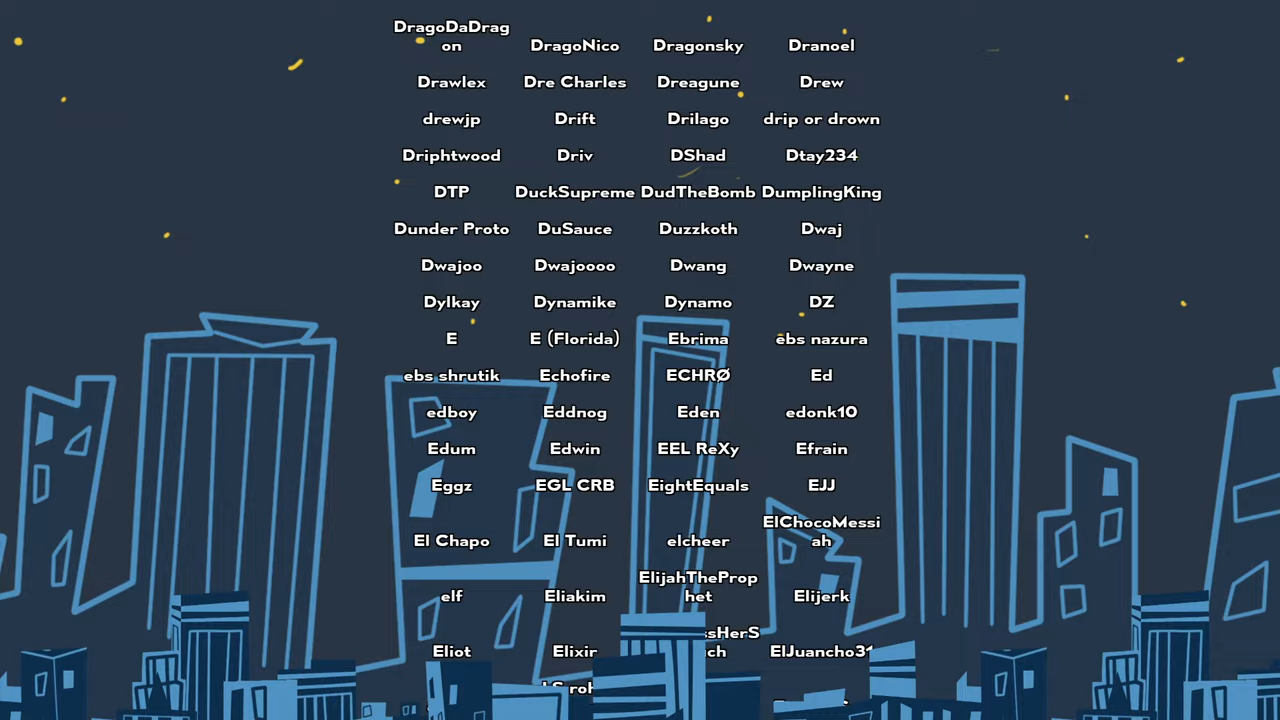 DragoDaDrag
on DragoNico Dragonsky Dranoel
Drawlex Dre Charles Dreagune Drew
drewjp Drift Drilago drip or drown
Driphtwood Driv DShad Dtay234
DTP DuckSupreme DudTheBomb DumplingKing
Dunder Proto DuSauce Duzzkoth Dwaj
Dwajoo Dwajoooo Dwang Dwayne
Dylkay Dynamike Dynamo DZ
E E (Florida) Ebrima ebs nazura
ebs shrutik Echofire ECHRØ Ed
edboy Eddnog Eden edonk10
Edum Edwin EEL ReXy Efrain
Eggz EGL CRB EightEquals EJJ
ElChocoMessi
El Chapo El Tumi elcheer ah
ElijahTheProp
elf Eliakim het Elijerk
Eliot Elixir ElJuancho31